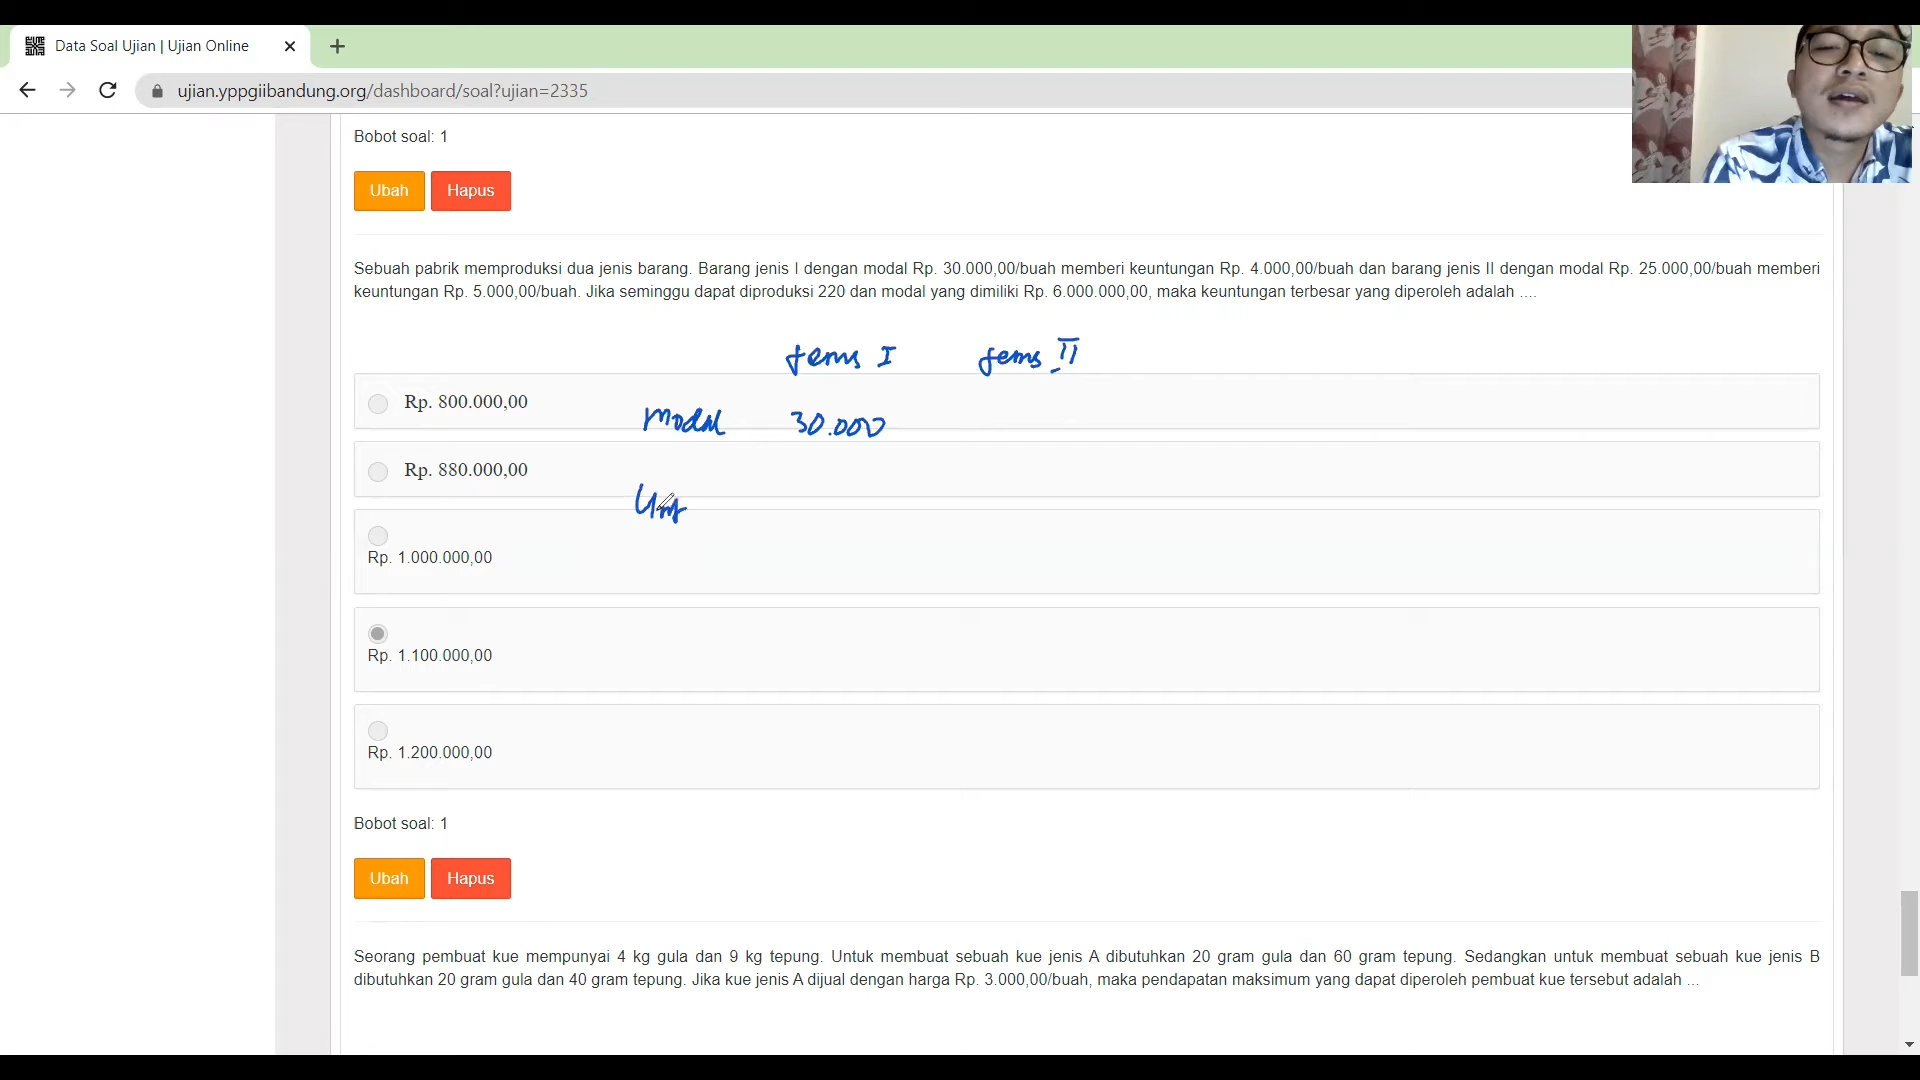 Data Soal Ujian | Ujian Online
ujian.yppgiibandung.org/dashboard/soal?ujian=2335
Bobot soal: 1
Ubah Hapus
Sebuah pabrik memproduksi dua jenis barang. Barang jenis I dengan modal Rp. 30.000,00/buah memberi keuntungan Rp. 4.000,00/buah dan barang jenis II dengan modal Rp. 25.000,00/buah memberi
keuntungan Rp. 5.000,00/buah. Jika seminggu dapat diproduksi 220 dan modal yang dimiliki Rp. 6.000.000,00, maka keuntungan terbesar yang diperoleh adalah ....
Jenis I Jenis II
Rp. 800.000,00
Modal 30.000
Rp. 880.000,00
Rp. 1.000.000,00
Rp. 1.100.000,00
Rp. 1.200.000,00
Bobot soal: 1
Ubah Hapus
Seorang pembuat kue mempunyai 4 kg gula dan 9 kg tepung. Untuk membuat sebuah kue jenis A dibutuhkan 20 gram gula dan 60 gram tepung. Sedangkan untuk membuat sebuah kue jenis B
dibutuhkan 20 gram gula dan 40 gram tepung. Jika kue jenis A dijual dengan harga Rp. 3.000,00/buah, maka pendapatan maksimum yang dapat diperoleh pembuat kue tersebut adalah ...